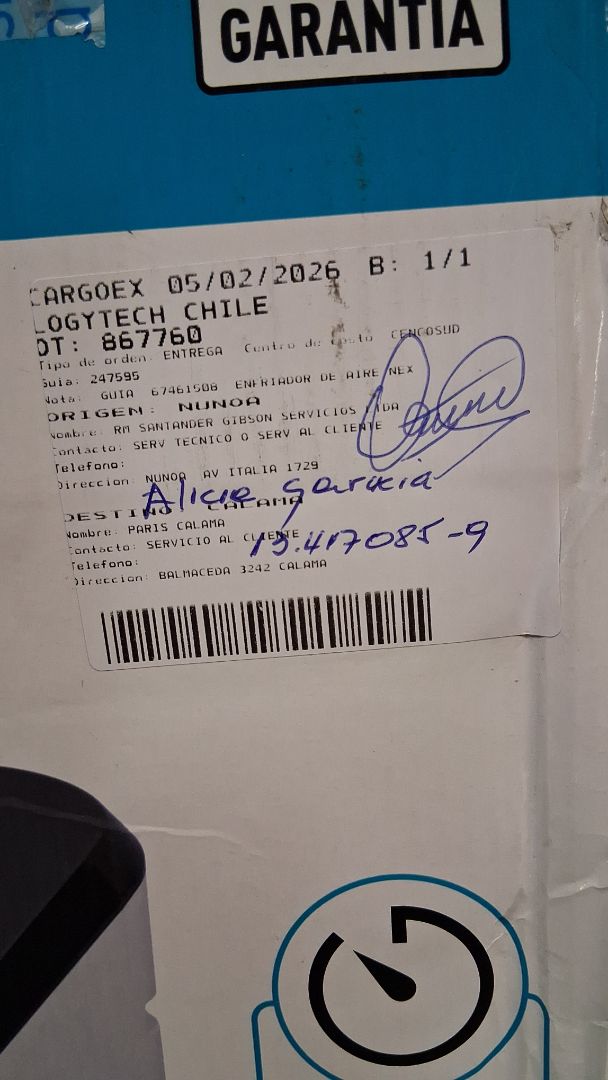 GARANTIA
CARGOEX 05/02/2026 B: 1/1
LOGYTECH CHILE
OT: 867760
Tipo de orden: ENTREGA Centro de costo CENCOSUD
Guia: 247595
Nota: GUIA 67461508 ENFRIADOR DE AIRE NEX
ORIGEN: NUNOA
Nombre: RM SANTANDER GIBSON SERVICIOS LTDA
Contacto: SERV TECNICO O SERV AL CLIENTE
Telefono:
Direccion: NUNOA AV ITALIA 1729
Alicia
DESTINO: CALAMA
Nombre: PARIS CALAMA
Contacto: SERVICIO AL CLIENTE
13.417085-9
Telefono:
Direccion: BALMACEDA 3242 CALAMA